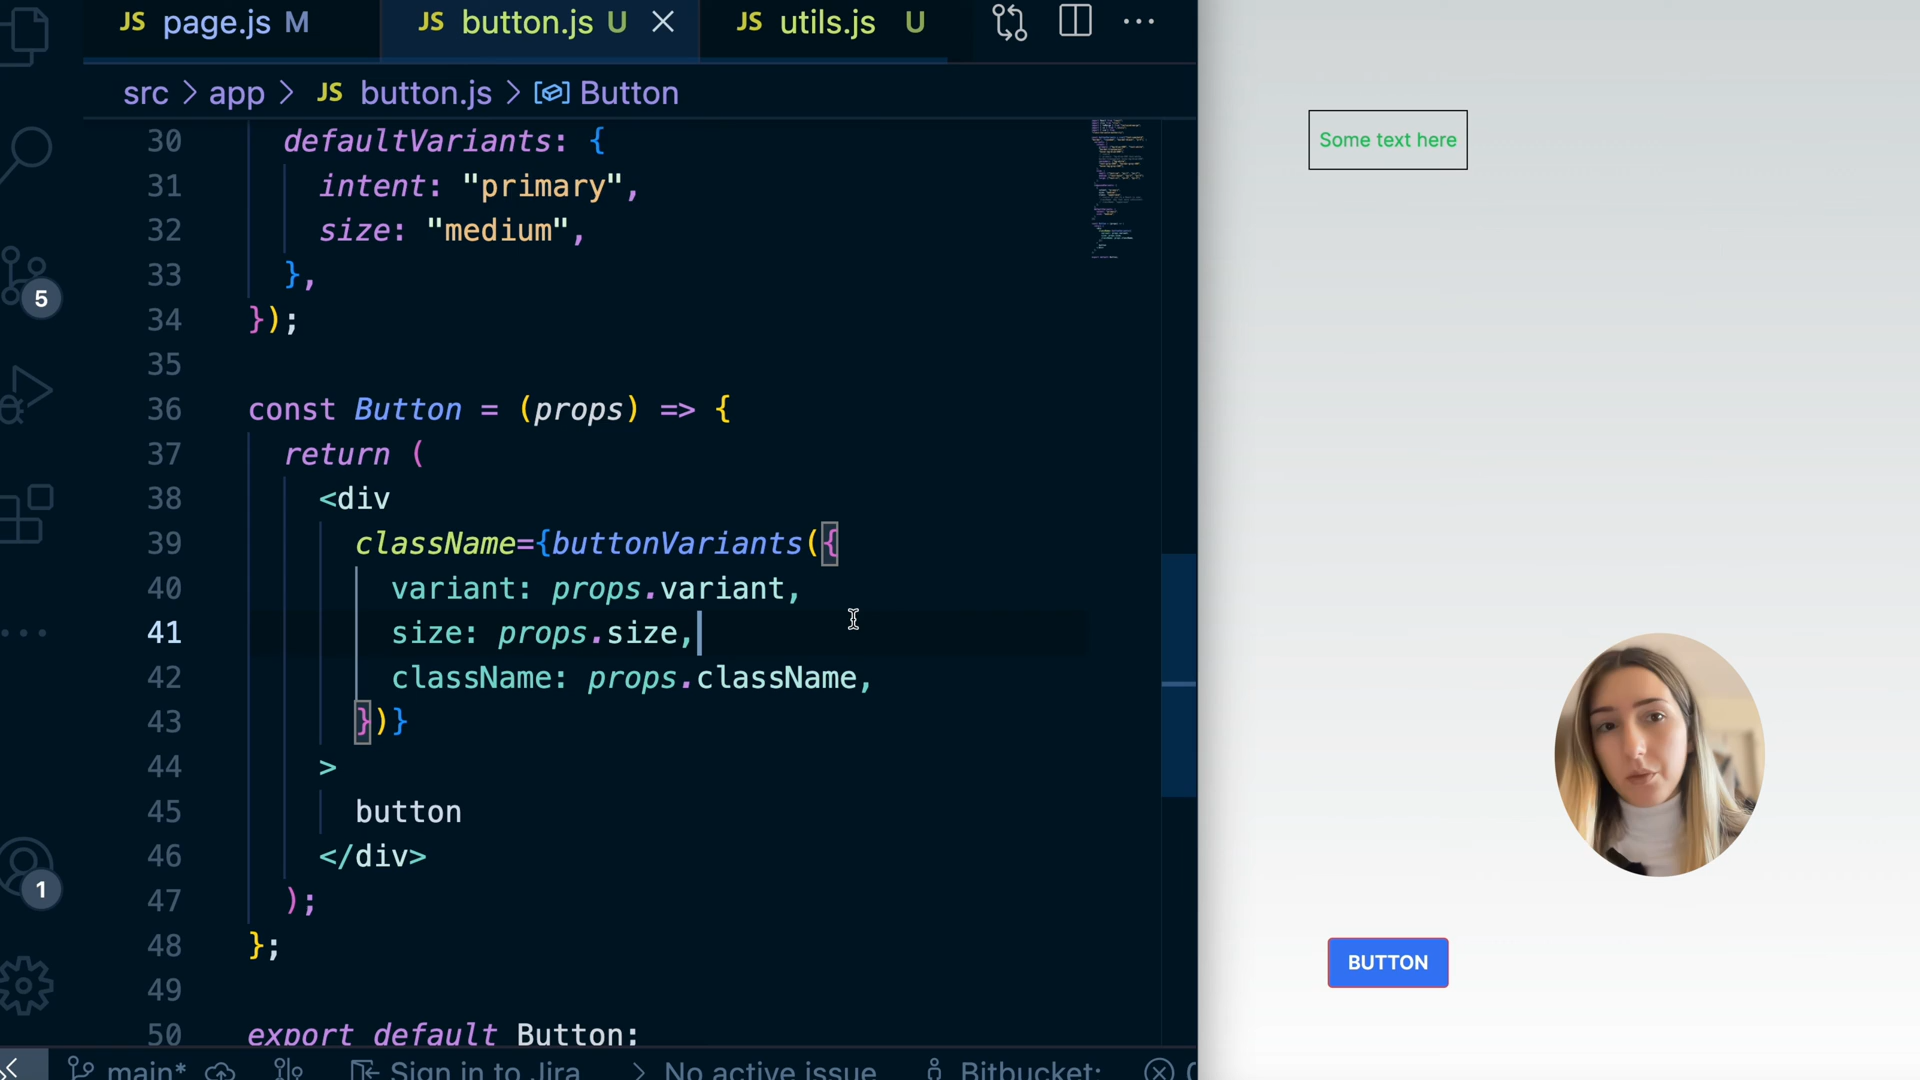 JS page.js M
JS button.js U
JS utils.js U
src > app > JS button.js > Button
30 defaultVariants: {
31 intent: "primary",
32 size: "medium",
33 },
34 });
35
36 const Button = (props) => {
37 return (
38 <div
39 className={buttonVariants({
40 variant: props.variant,
41 size: props.size,
42 className: props.className,
43 })}
44 >
45 button
46 </div>
47 );
48 };
49
50 export default Button;
5
1
main*
Sign in to Jira
No active issue
Bitbucket:
Some text here
BUTTON